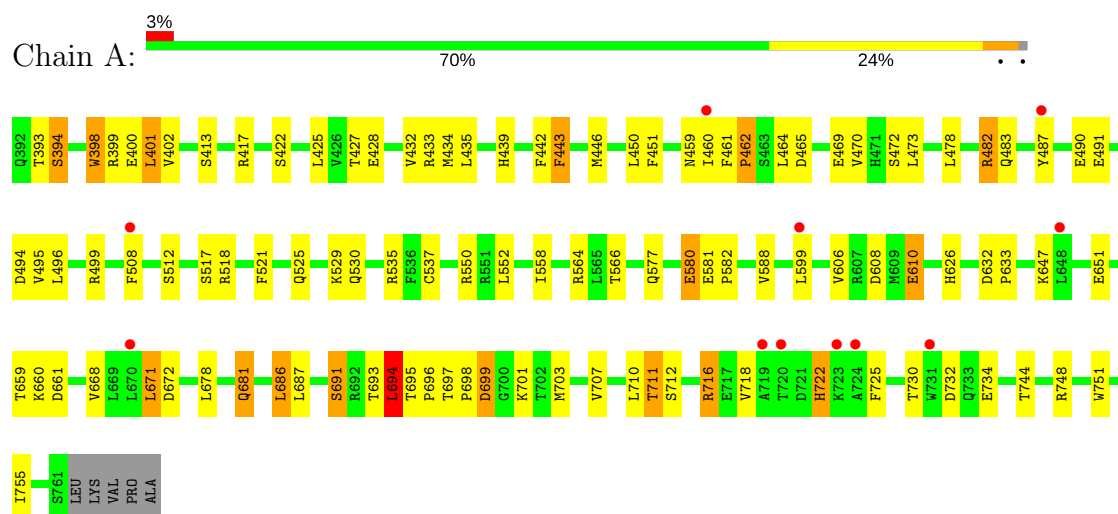 3%
Chain A:
70% 24% • •
Q392 T393 S394 W398 R399 E400 L401 V402 S413 R417 S422 L425 V426 T427 E428 V432 R433 M434 L435 H439 F442 F443 M446 L450 F451 N459 I460 F461 P462 S463 L464 D465 E469 V470 H471 S472 L473 L478 R482 Q483 Y487 E490 E491
D494 V495 L496 R499 F508 S512 S517 R518 F521 Q525 K529 Q530 R535 F536 C537 R550 R551 L552 I558 R564 L565 T566 Q577 E580 E581 P582 V588 L599 V606 R607 D608 M609 E610 H626 D632 P633 K647 L648 E651
T659 K660 D661 V668 L669 L670 L671 D672 L678 Q681 L686 L687 S691 R692 T693 L694 T695 P696 T697 P698 D699 G700 K701 T702 M703 V707 L710 T711 S712 R716 E717 V718 A719 T720 D721 H722 K723 A724 F725 T730 W731 D732 Q733 E734 T744 R748 W751
I755 S761 LEU LYS VAL PRO ALA